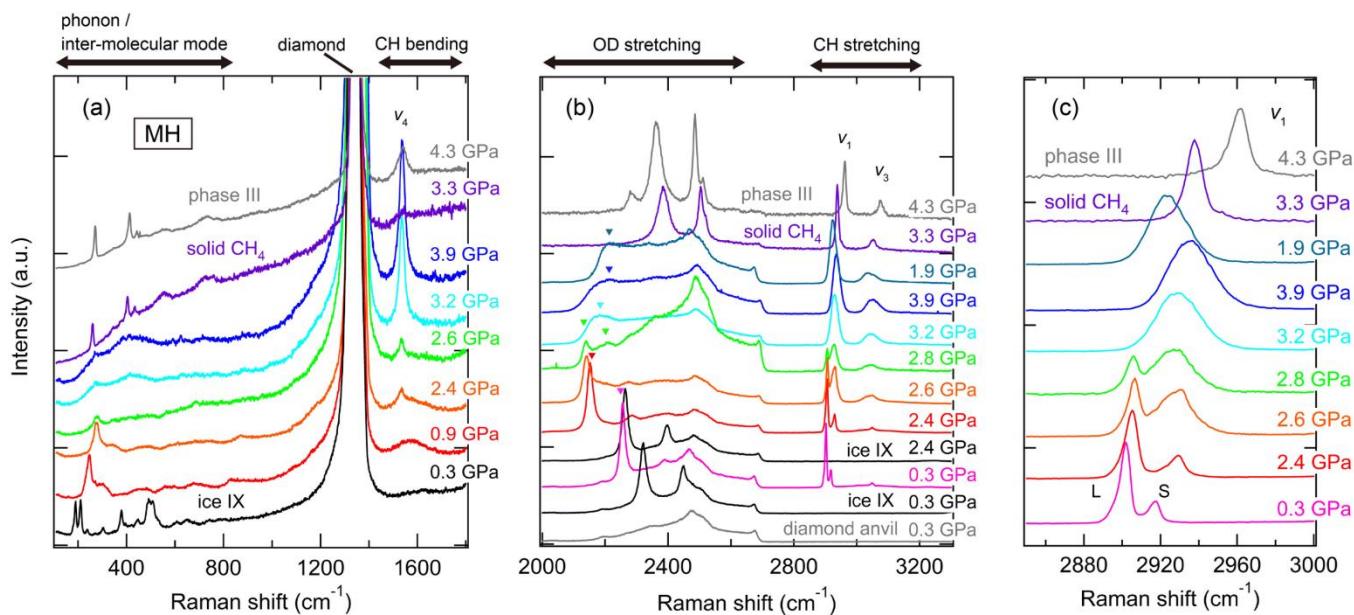 phonon /
inter-molecular mode
diamond
CH bending
OD stretching
CH stretching
(a)
MH
ν4
4.3 GPa
phase III
3.3 GPa
solid CH4
3.9 GPa
3.2 GPa
2.6 GPa
2.4 GPa
0.9 GPa
0.3 GPa
ice IX
Intensity (a.u.)
400 800 1200 1600
Raman shift (cm-1)
(b)
ν1
ν3
phase III
4.3 GPa
solid CH4
3.3 GPa
1.9 GPa
3.9 GPa
3.2 GPa
2.8 GPa
2.6 GPa
2.4 GPa
ice IX
2.4 GPa
0.3 GPa
ice IX
0.3 GPa
diamond anvil 0.3 GPa
2000 2400 2800 3200
Raman shift (cm-1)
(c)
ν1
phase III
4.3 GPa
solid CH4
3.3 GPa
1.9 GPa
3.9 GPa
3.2 GPa
2.8 GPa
2.6 GPa
2.4 GPa
L S
0.3 GPa
2880 2920 2960 3000
Raman shift (cm-1)